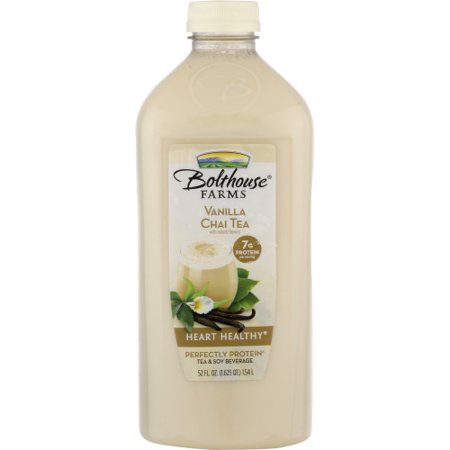 Bolthouse®
FARMS
VANILLA
CHAI TEA
7G
PROTEIN
HEART HEALTHY*
PERFECTLY PROTEIN®
TEA & SOY BEVERAGE
52 FL. OZ. (1.625 QT.) 1.54 L